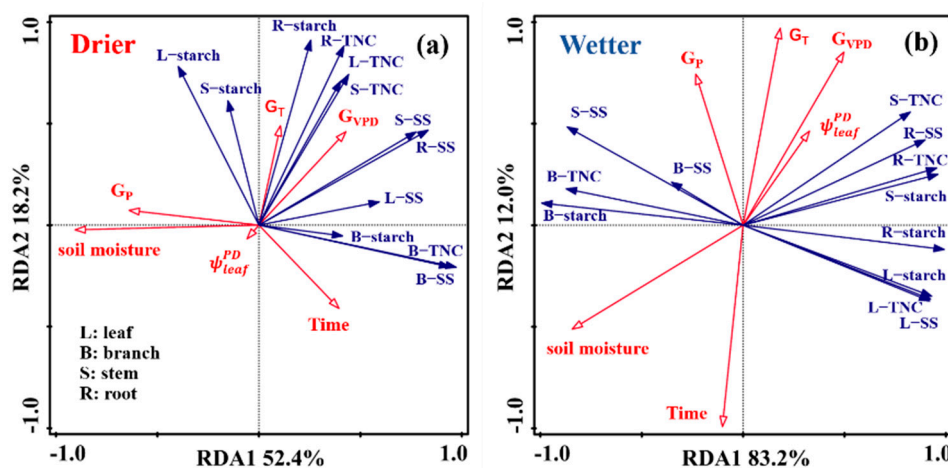 1.0
Drier
(a)
R-starch
R-TNC
L-starch
L-TNC
S-starch
S-TNC
G_T
G_VPD
S-SS
R-SS
G_P
L-SS
soil moisture
B-starch
ψ_leaf^PD
B-TNC
B-SS
Time
L: leaf
B: branch
S: stem
R: root
RDA2 18.2%
-1.0
-1.0
RDA1 52.4%
1.0
1.0
Wetter
(b)
G_T
G_VPD
G_P
S-TNC
S-SS
ψ_leaf^PD
R-SS
B-SS
R-TNC
B-TNC
S-starch
B-starch
R-starch
L-starch
L-TNC
L-SS
soil moisture
Time
RDA2 12.0%
-1.0
-1.0
RDA1 83.2%
1.0